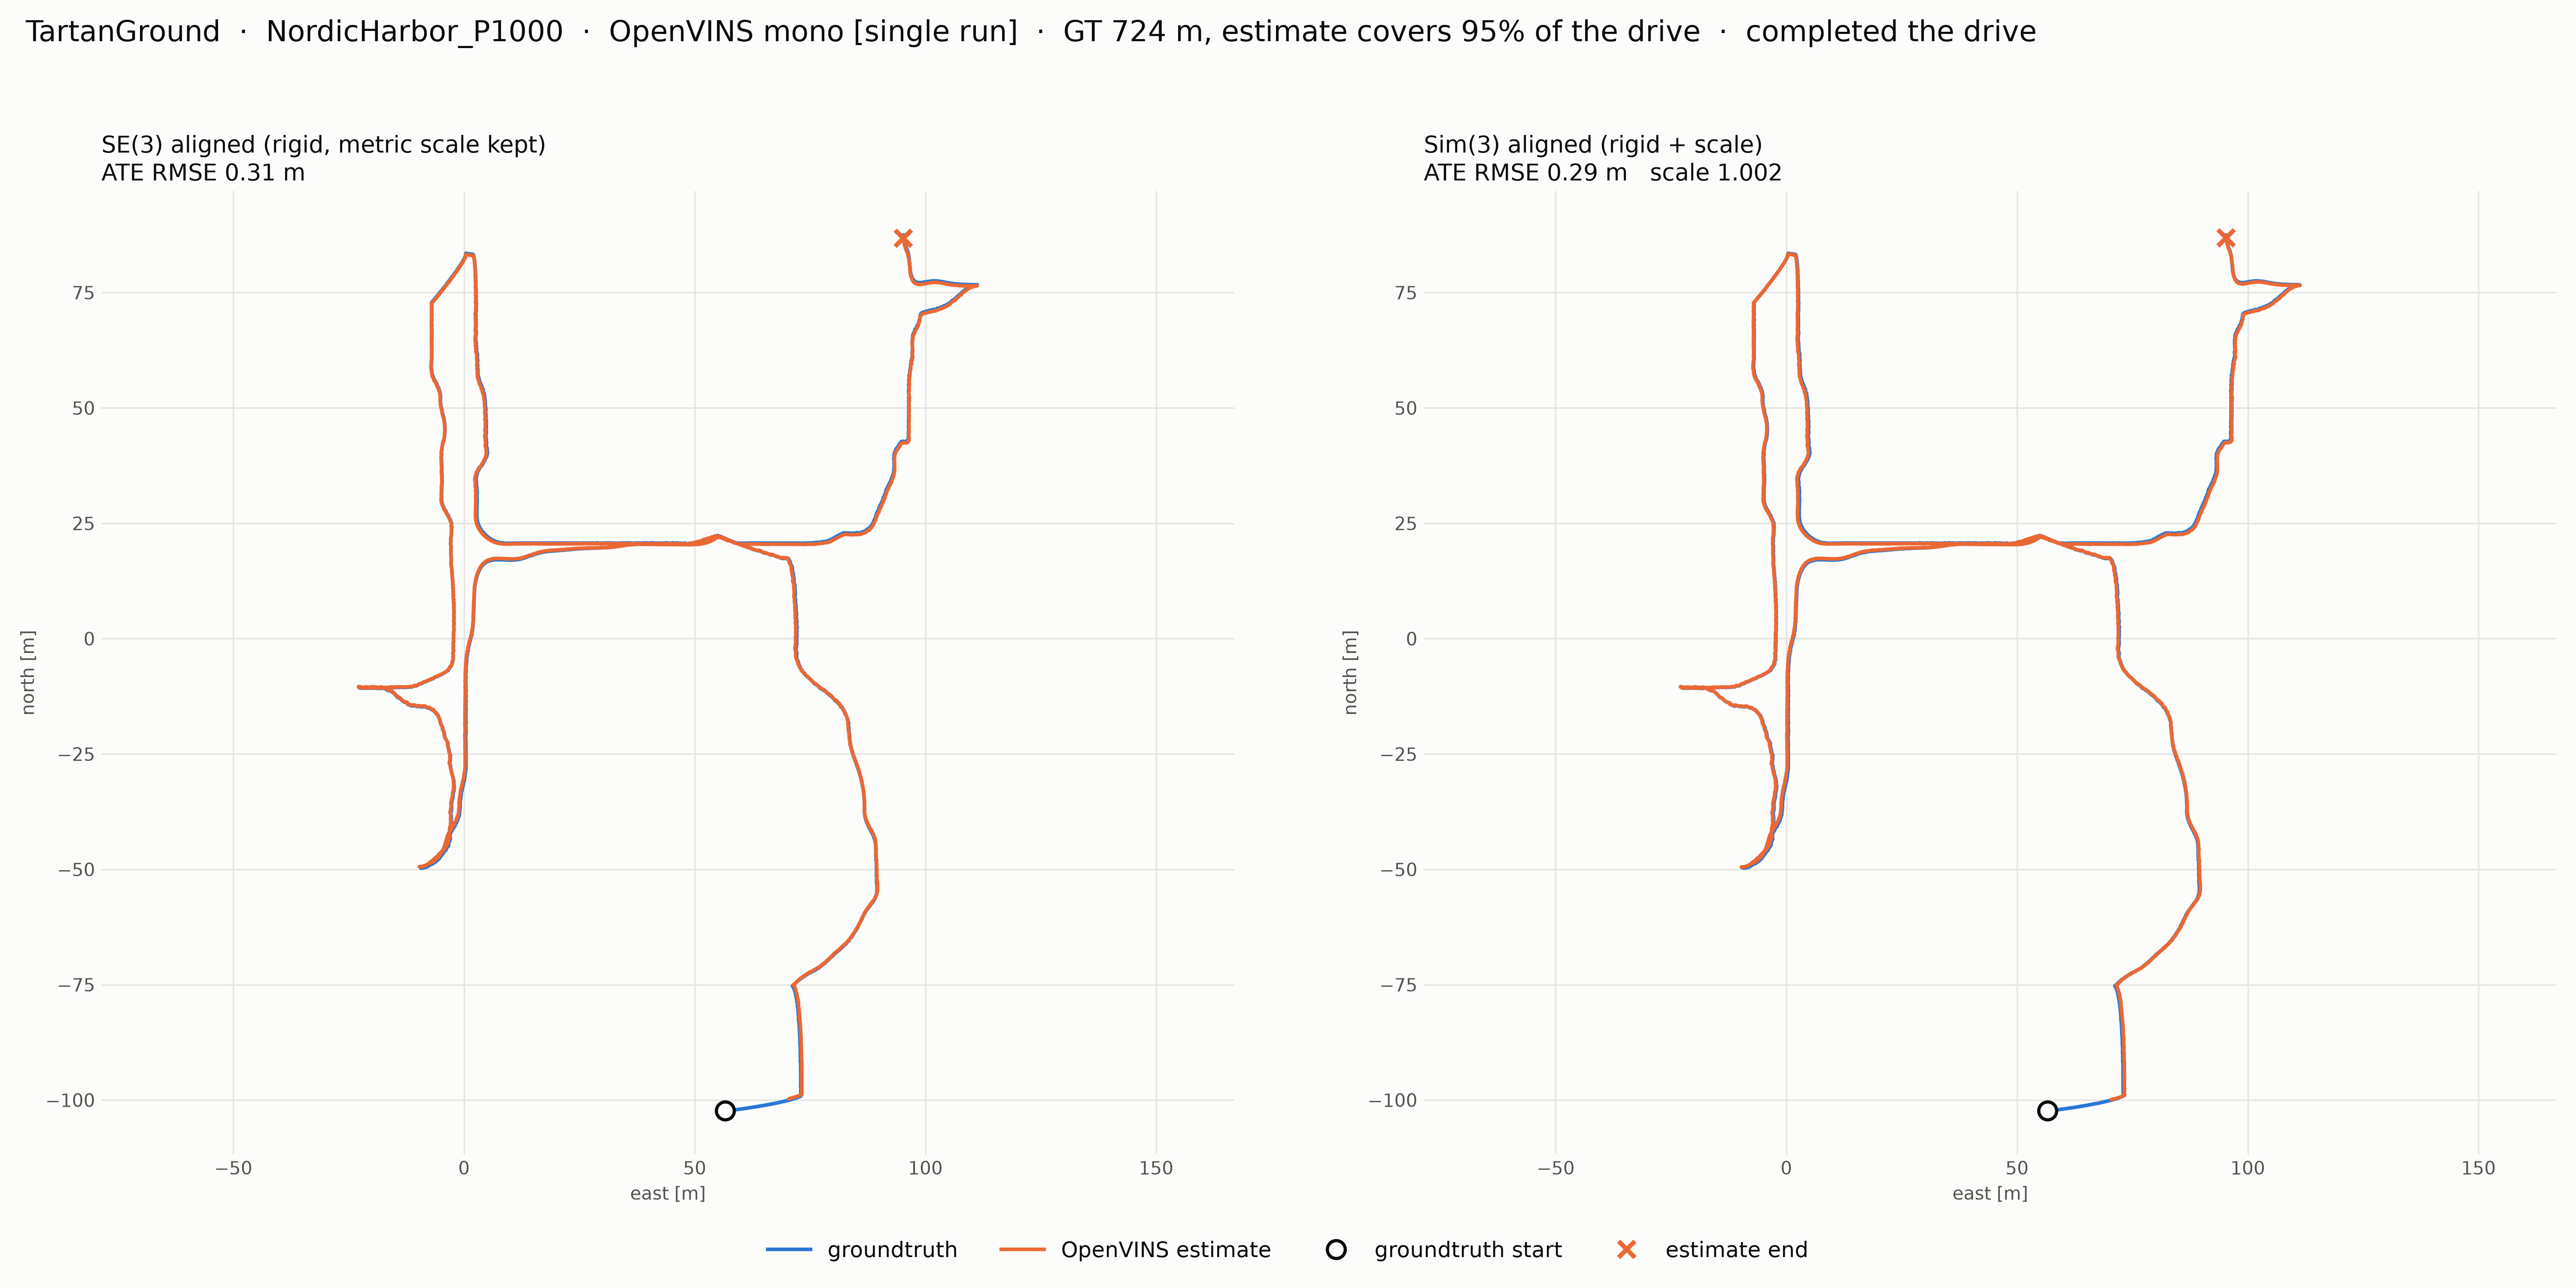 TartanGround · NordicHarbor_P1000 · OpenVINS mono [single run] · GT 724 m, estimate covers 95% of the drive · completed the drive
SE(3) aligned (rigid, metric scale kept)
ATE RMSE 0.31 m
75
50
25
0
−25
−50
−75
−100
north [m]
−50
0
50
100
150
east [m]
Sim(3) aligned (rigid + scale)
ATE RMSE 0.29 m   scale 1.002
75
50
25
0
−25
−50
−75
−100
north [m]
−50
0
50
100
150
east [m]
groundtruth
OpenVINS estimate
groundtruth start
estimate end